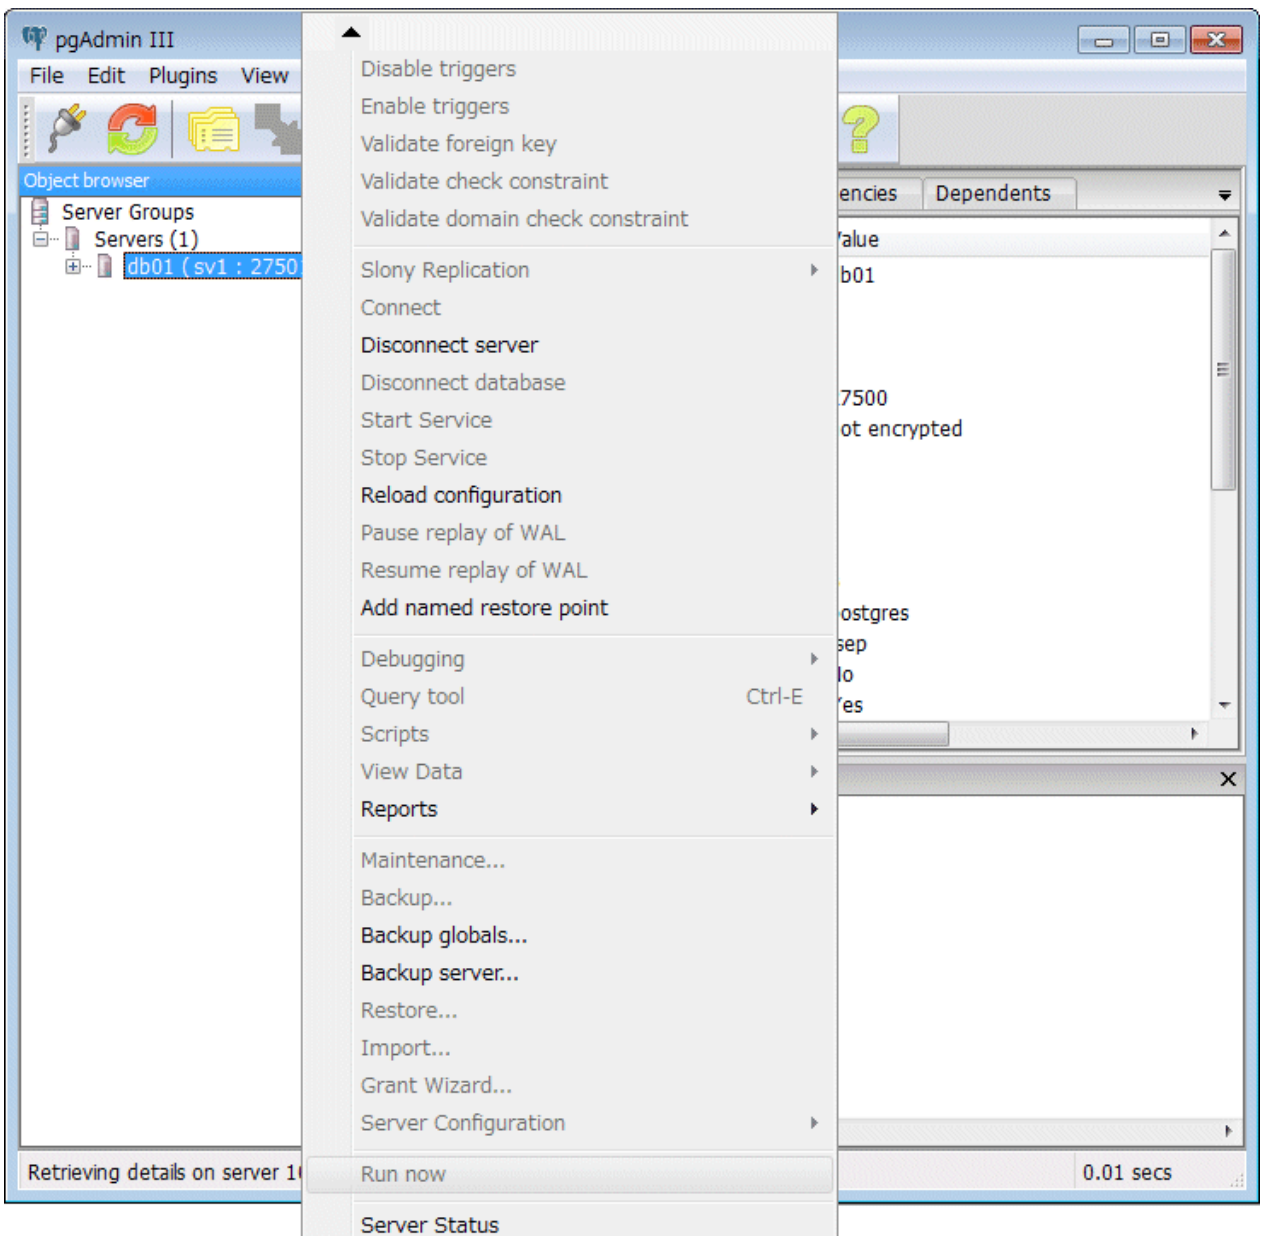 pgAdmin III
File Edit Plugins View
Object browser
Server Groups
Servers (1)
db01 (sv1 : 2750
Disable triggers
Enable triggers
Validate foreign key
Validate check constraint
Validate domain check constraint
Slony Replication
Connect
Disconnect server
Disconnect database
Start Service
Stop Service
Reload configuration
Pause replay of WAL
Resume replay of WAL
Add named restore point
Debugging
Query tool Ctrl-E
Scripts
View Data
Reports
Maintenance...
Backup...
Backup globals...
Backup server...
Restore...
Import...
Grant Wizard...
Server Configuration
Run now
Server Status
encies Dependents
alue
b01
7500
ot encrypted
ostgres
sep
lo
es
Retrieving details on server 1
0.01 secs